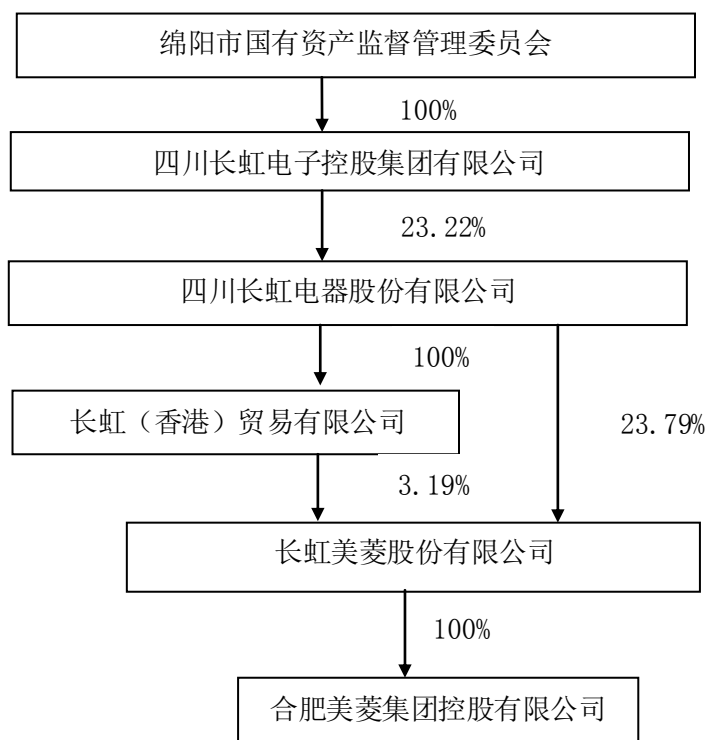 绵阳市国有资产监督管理委员会
100%
四川长虹电子控股集团有限公司
23.22%
四川长虹电器股份有限公司
100%
长虹（香港）贸易有限公司
23.79%
3.19%
长虹美菱股份有限公司
100%
合肥美菱集团控股有限公司